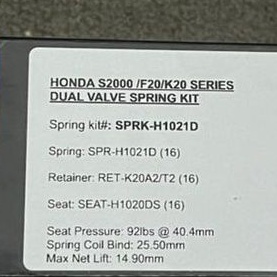 HONDA S2000 /F20/K20 SERIES
DUAL VALVE SPRING KIT
Spring kit#: SPRK-H1021D
Spring: SPR-H1021D (16)
Retainer: RET-K20A2/T2 (16)
Seat: SEAT-H1020DS (16)
Seat Pressure: 92lbs @ 40.4mm
Spring Coil Bind: 25.50mm
Max Net Lift: 14.90mm